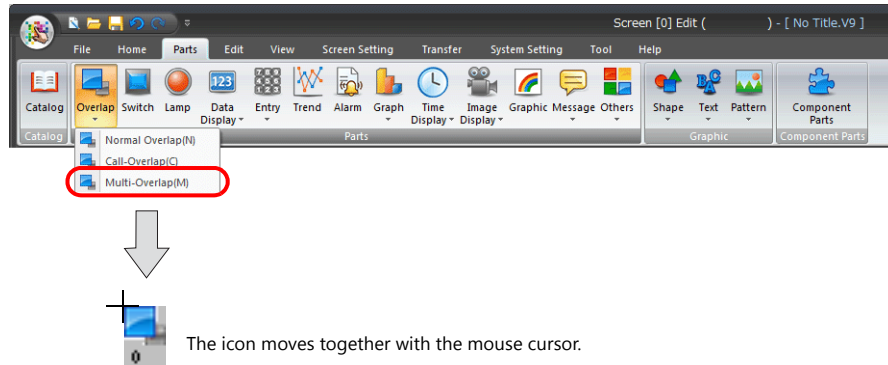 Screen [0] Edit ( ) - [ No Title.V9 ]
File Home Parts Edit View Screen Setting Transfer System Setting Tool Help
123
Catalog Overlap Switch Lamp Data Display Entry Trend Alarm Graph Time Display Image Display Graphic Message Others Shape Text Pattern Component Parts
Catalog Parts Graphic Component Parts
Normal Overlap(N)
Call-Overlap(C)
Multi-Overlap(M)
0
The icon moves together with the mouse cursor.